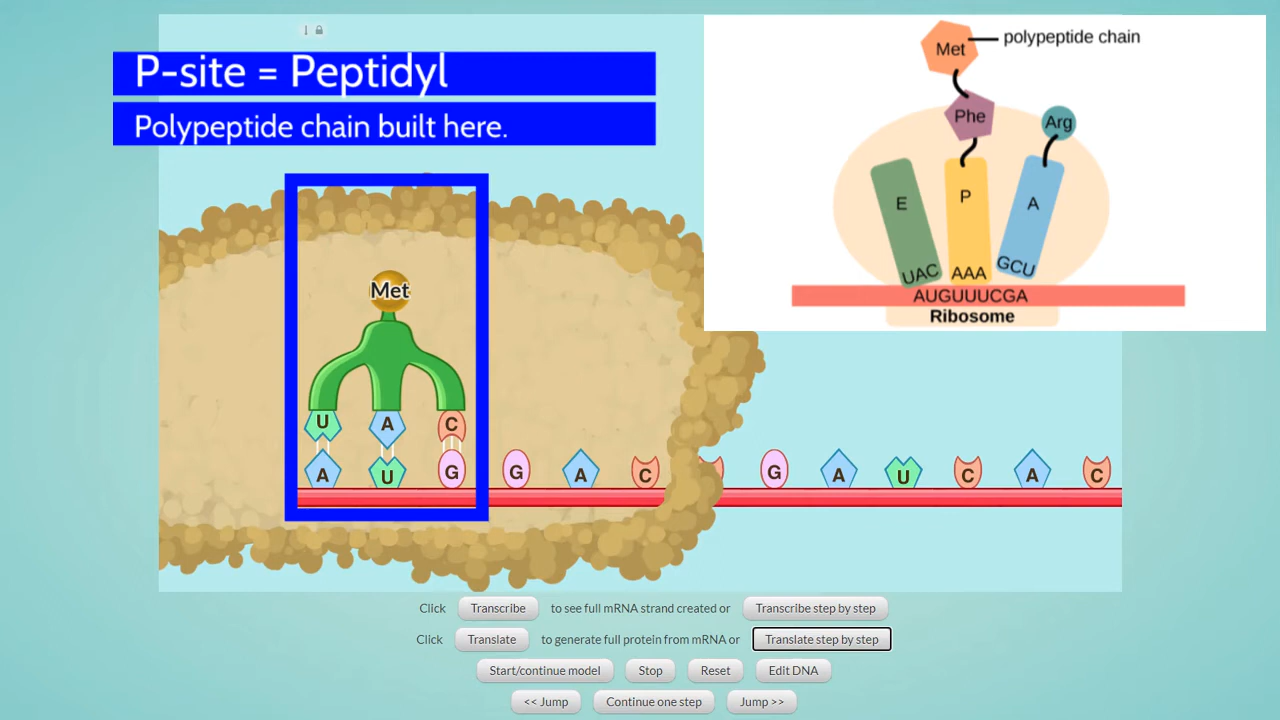 1
P-site = Peptidyl
Polypeptide chain built here.
Met
polypeptide chain
Phe
Arg
E
P
A
UAC
AAA
GCU
AUGUUUCGA
Ribosome
Met
U A C
A U G G A C G A U C A C
Click Transcribe to see full mRNA strand created or Transcribe step by step
Click Translate to generate full protein from mRNA or Translate step by step
Start/continue model Stop Reset Edit DNA
<< Jump Continue one step Jump >>